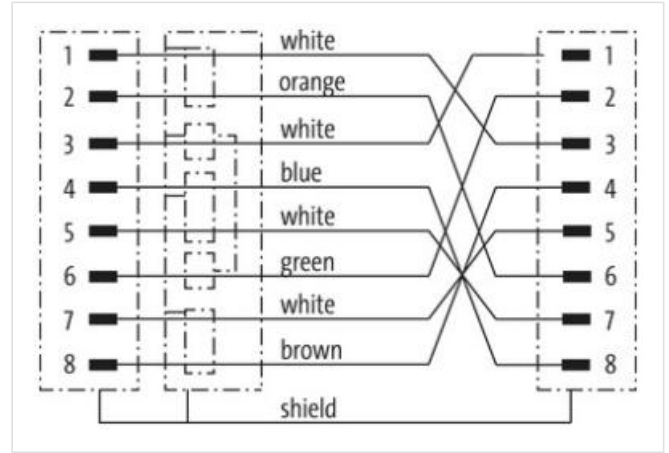 1 white 1
2 orange 2
3 white 3
4 blue 4
5 white 5
6 green 6
7 white 7
8 brown 8
shield